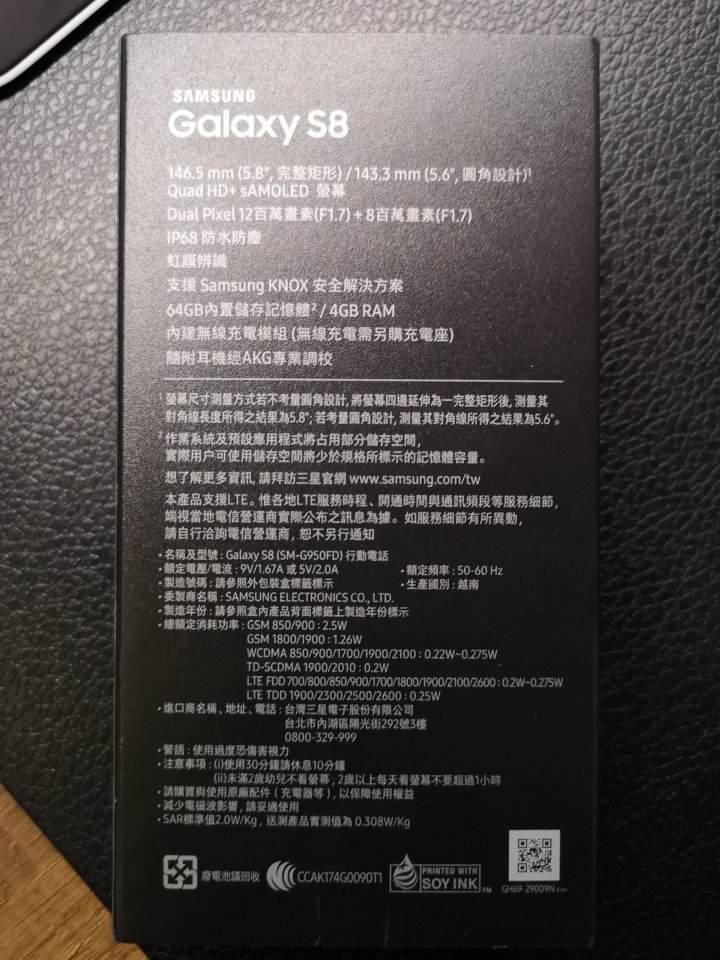 SAMSUNG
Galaxy S8
146.5 mm (5.8", 完整矩形) / 143.3 mm (5.6", 圓角設計)¹
Quad HD+ sAMOLED 螢幕
Dual Pixel 12百萬畫素(F1.7) + 8百萬畫素(F1.7)
IP68 防水防塵
虹膜辨識
支援 Samsung KNOX 安全解決方案
64GB內置儲存記憶體² / 4GB RAM
內建無線充電模組 (無線充電需另購充電座)
隨附耳機經AKG專業調校
¹ 螢幕尺寸測量方式若不考量圓角設計, 將螢幕四邊延伸為一完整矩形後, 測量其
對角線長度所得之結果為5.8"; 若考量圓角設計, 測量其對角線所得之結果為5.6"。
² 作業系統及預設應用程式將占用部分儲存空間,
實際用戶可使用儲存空間將少於規格所標示的記憶體容量。
想了解更多資訊, 請拜訪三星官網 www.samsung.com/tw
本產品支援LTE。惟各地LTE服務時程、開通時間與通訊頻段等服務細節,
端視當地電信營運商實際公布之訊息為據。如服務細節有所異動,
請自行洽詢電信營運商, 恕不另行通知
• 名稱及型號 : Galaxy S8 (SM-G950FD) 行動電話
• 額定電壓/電流 : 9V/1.67A 或 5V/2.0A • 額定頻率 : 50-60 Hz
• 製造號碼 : 請參照外包裝盒標籤標示 • 生產國別 : 越南
• 委製商名稱 : SAMSUNG ELECTRONICS CO., LTD.
• 製造年份 : 請參照盒內產品背面標籤上製造年份標示
• 總額定消耗功率 : GSM 850/900 : 2.5W
GSM 1800/1900 : 1.26W
WCDMA 850/900/1700/1900/2100 : 0.22W~0.275W
TD-SCDMA 1900/2010 : 0.2W
LTE FDD 700/800/850/900/1700/1800/1900/2100/2600 : 0.2W~0.275W
LTE TDD 1900/2300/2500/2600 : 0.25W
• 進口商名稱、地址、電話 : 台灣三星電子股份有限公司
台北市內湖區陽光街292號3樓
0800-329-999
• 警語 : 使用過度恐傷害視力
• 注意事項 : (i)使用30分鐘請休息10分鐘
(ii)未滿2歲幼兒不看螢幕 , 2歲以上每天看螢幕不要超過1小時
• 請購買與使用原廠配件 ( 充電器等 ) , 以保障使用權益
• 減少電磁波影響 , 請妥適使用
• SAR標準值2.0W/Kg , 送測產品實測值為 0.308W/Kg
廢電池請回收
CCAK174G0090T1
PRINTED WITH
SOY INK™
GH69-29009N